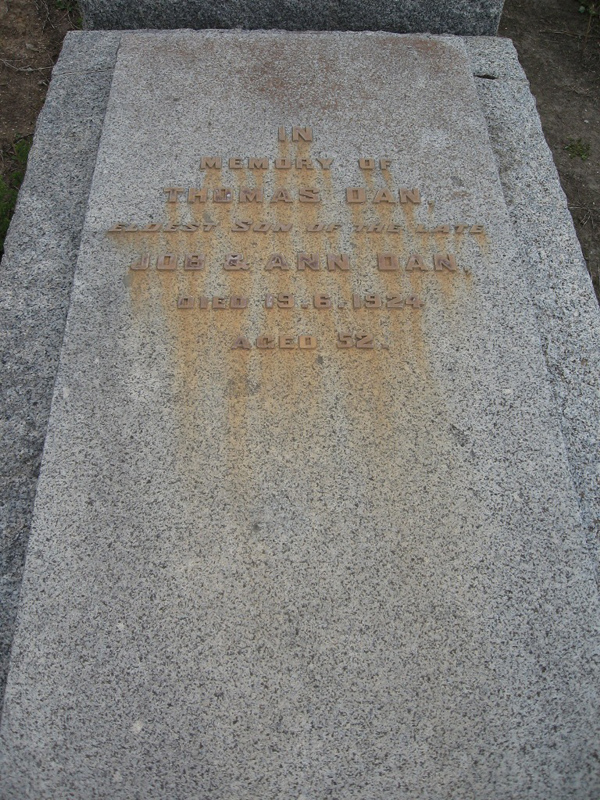 IN
MEMORY OF
THOMAS DAN,
ELDEST SON OF THE LATE
JOB & ANN DAN,
DIED 19.6.1924
AGED 52.